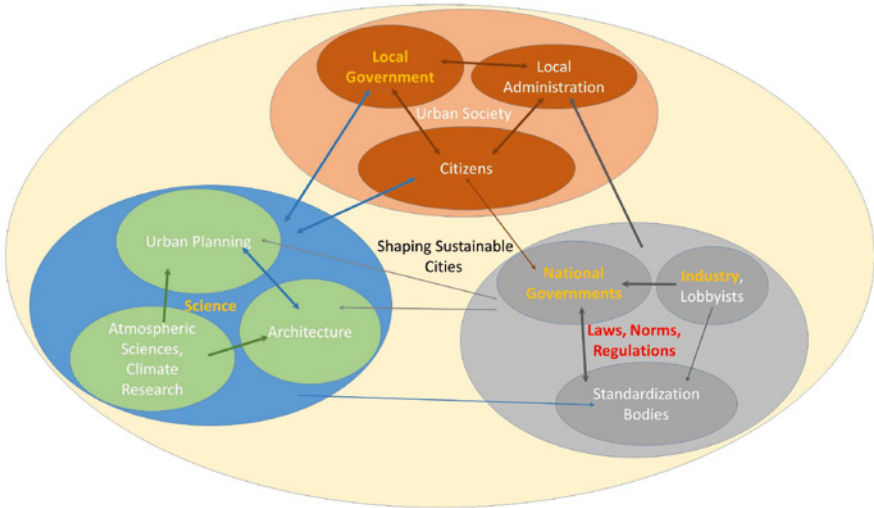 Local
Government
Local
Administration
Urban Society
Citizens
Urban Planning
Science
Atmospheric
Sciences,
Climate
Research
Architecture
Shaping Sustainable
Cities
National
Governments
Industry,
Lobbyists
Laws, Norms,
Regulations
Standardization
Bodies